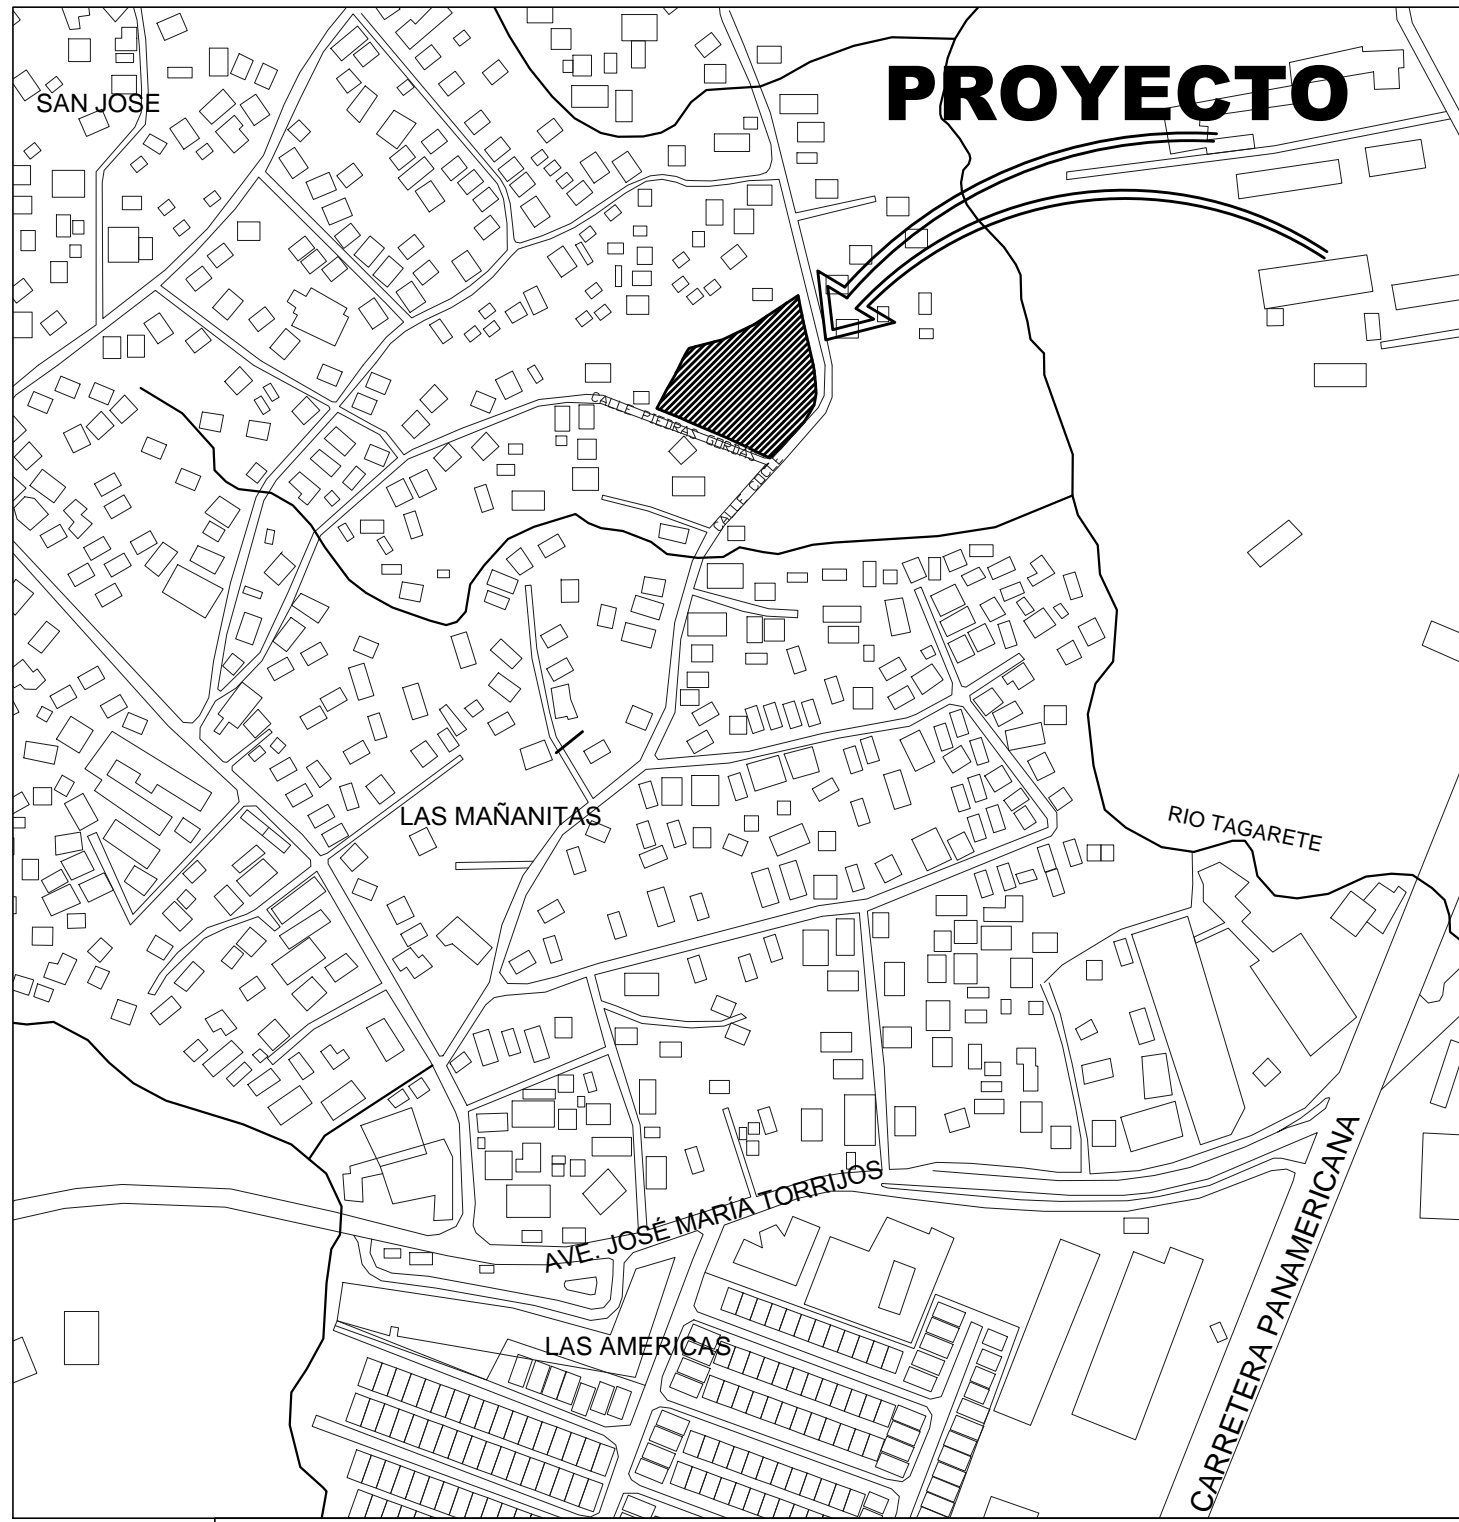 PROYECTO
SAN JOSE
CALLE PIEDRAS GORDAS
CALLE COCLE
LAS MAÑANITAS
RIO TAGARETE
AVE. JOSÉ MARÍA TORRIJOS
CARRETERA PANAMERICANA
LAS AMERICAS